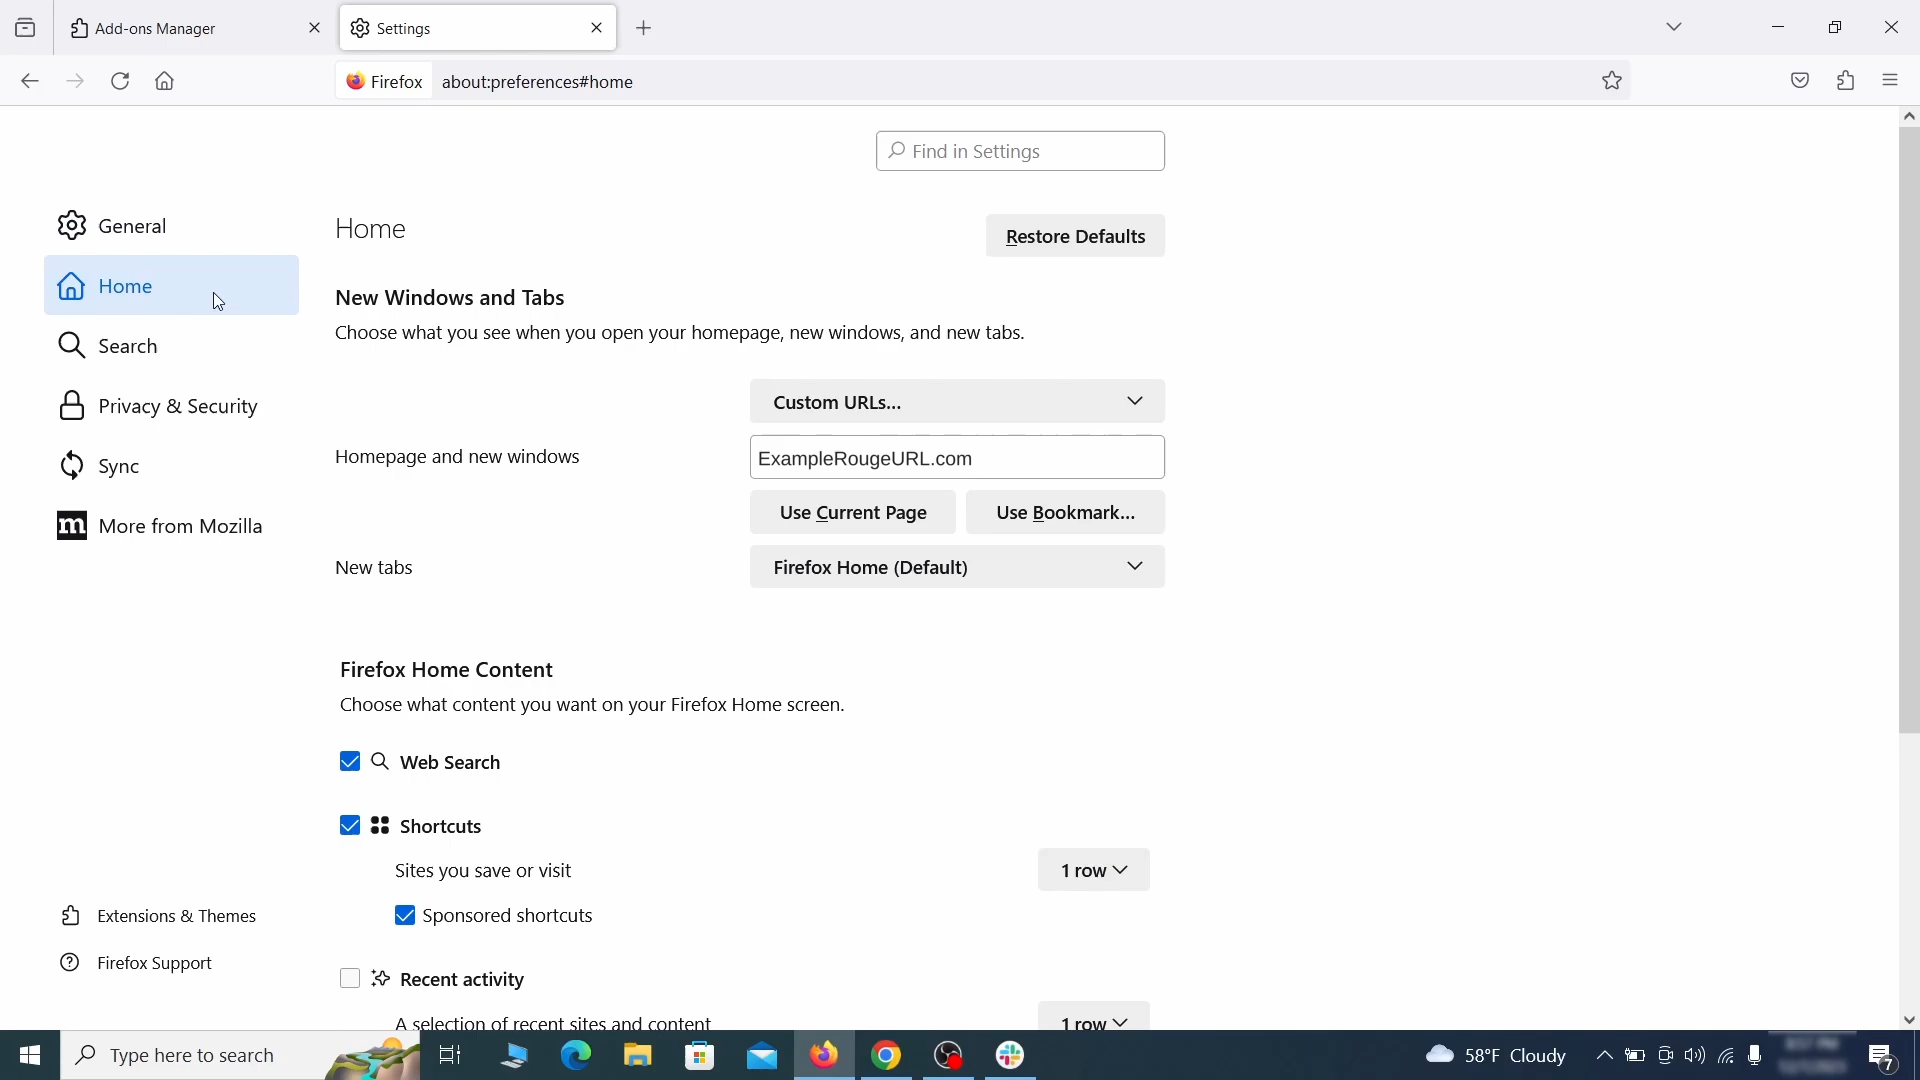 Add-ons Manager
Settings
Firefox about:preferences#home
Find in Settings
General
Home
Search
Privacy & Security
Sync
m More from Mozilla
Extensions & Themes
Firefox Support
Home
Restore Defaults
New Windows and Tabs
Choose what you see when you open your homepage, new windows, and new tabs.
Custom URLs...
Homepage and new windows
ExampleRougeURL.com
Use Current Page Use Bookmark...
New tabs
Firefox Home (Default)
Firefox Home Content
Choose what content you want on your Firefox Home screen.
Web Search
Shortcuts
Sites you save or visit
1 row
Sponsored shortcuts
Recent activity
A selection of recent sites and content
1 row
Type here to search
58°F Cloudy
7